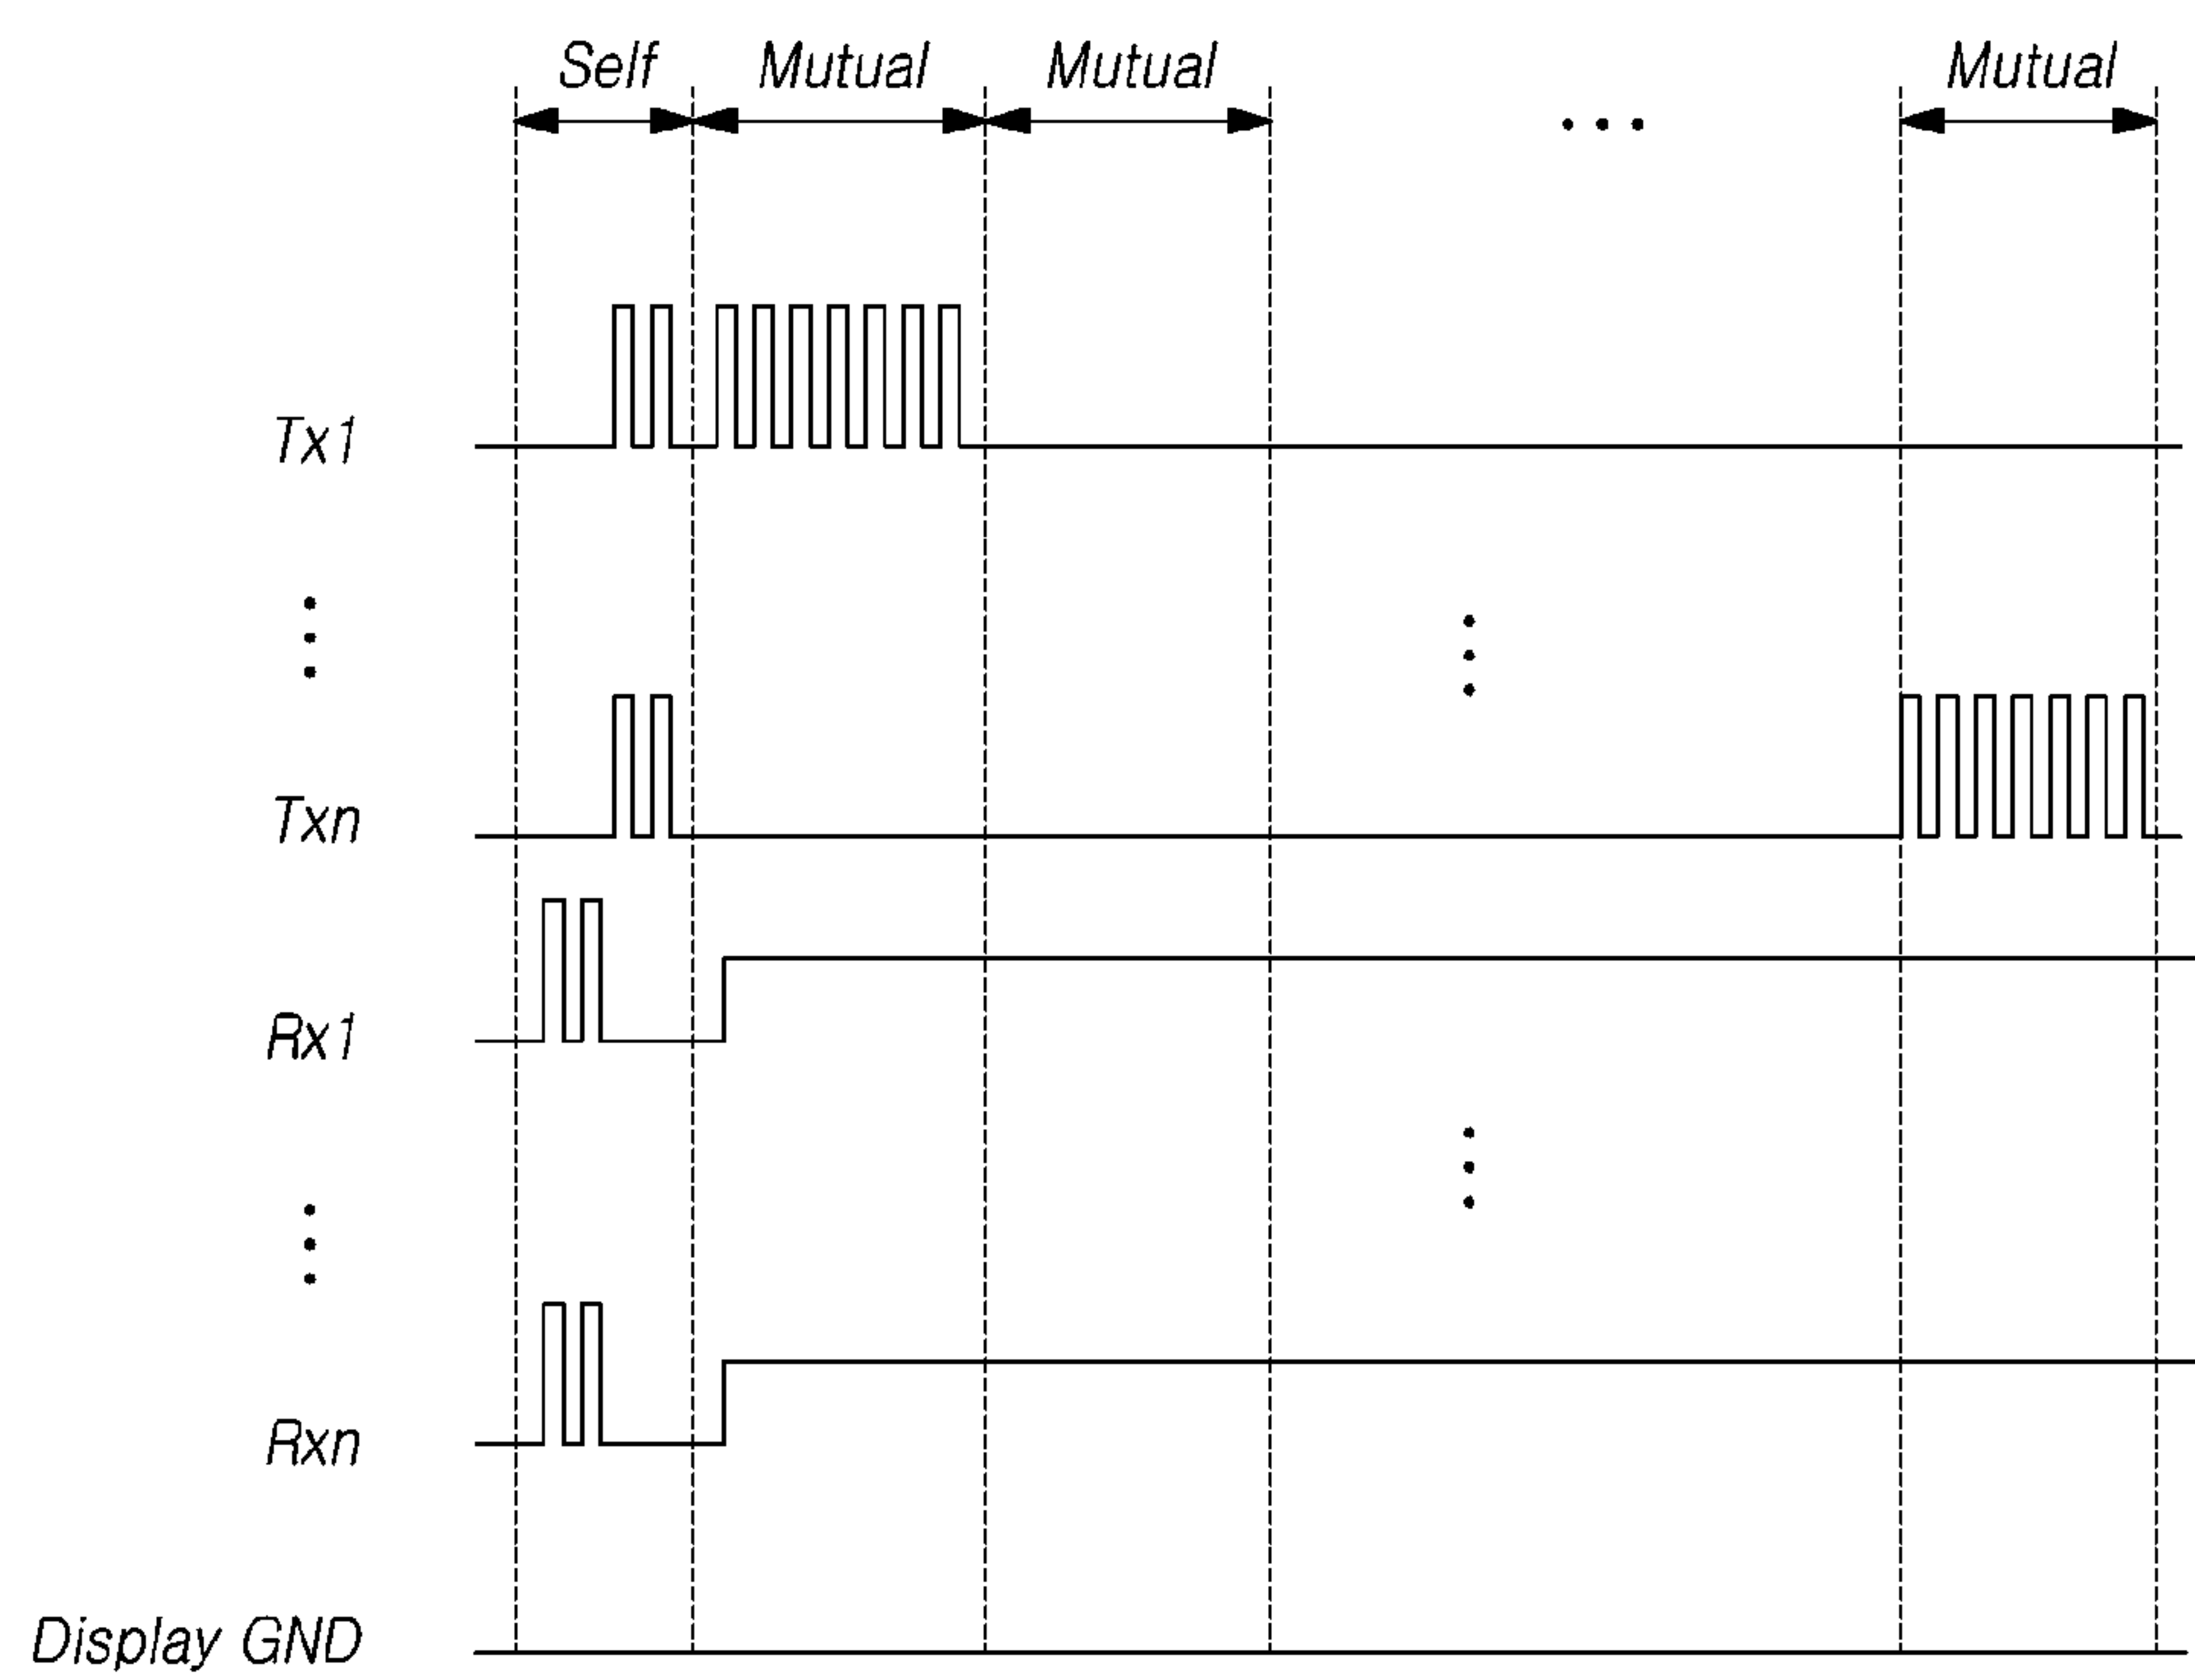 Self Mutual Mutual ... Mutual
Tx1
Txn
Rx1
Rxn
Display GND